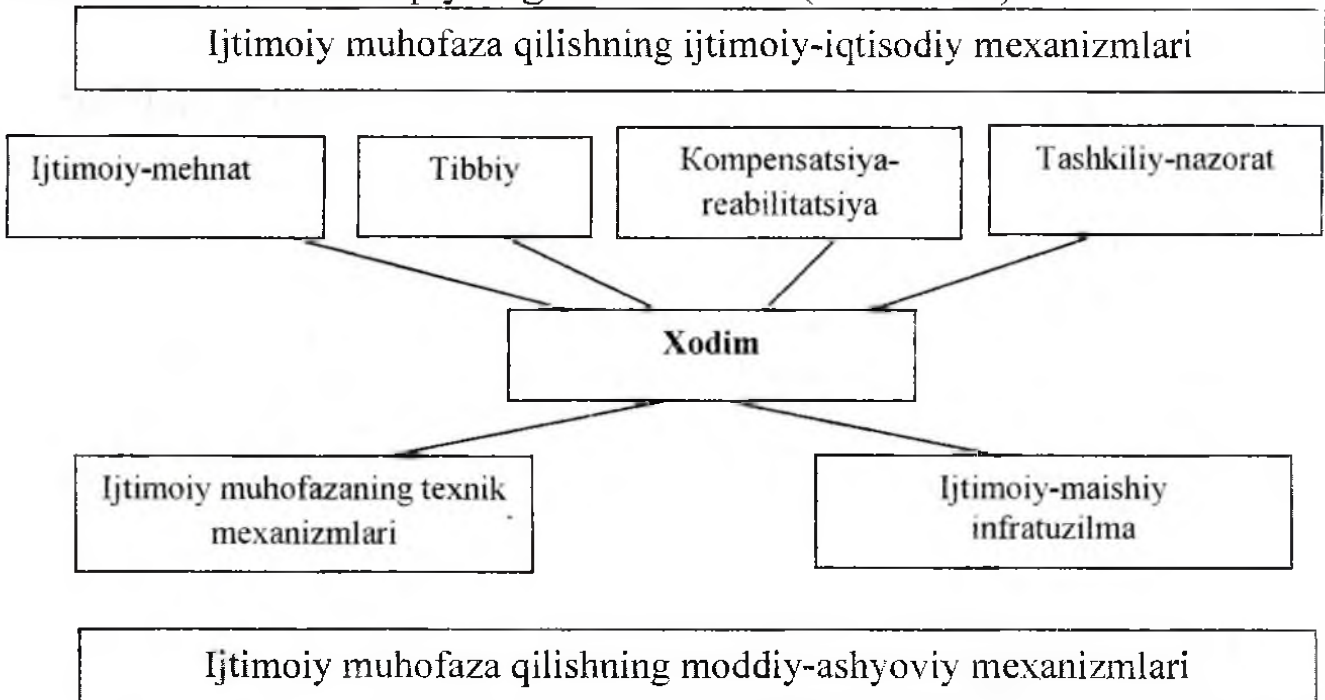 Ijtimoiy muhofaza qilishning ijtimoiy-iqtisodiy mexanizmlari
Ijtimoiy-mehnat
Tibbiy
Kompensatsiya-
reabilitatsiya
Tashkiliy-nazorat
Xodim
Ijtimoiy muhofazaning texnik
mexanizmlari
Ijtimoiy-maishiy
infratuzilma
Ijtimoiy muhofaza qilishning moddiy-ashyoviy mexanizmlari